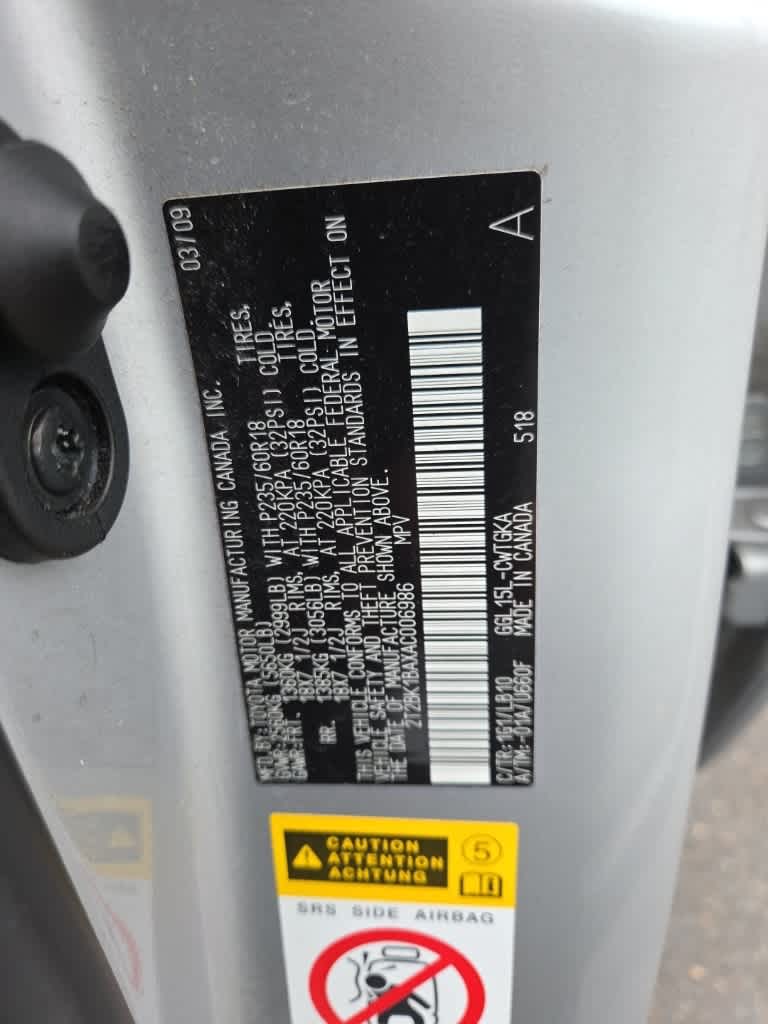 MFD. BY: TOYOTA MOTOR MANUFACTURING CANADA INC. 03/09
GVWR: 2560KG (5650LB)
GAWR: FRT. 1360KG (2999LB) WITH P235/60R18 TIRES,
18X7 1/2J RIMS, AT 220KPA (32PSI) COLD.
RR. 1385KG (3056LB) WITH P235/60R18 TIRES,
18X7 1/2J RIMS, AT 220KPA (32PSI) COLD.
THIS VEHICLE CONFORMS TO ALL APPLICABLE FEDERAL MOTOR
VEHICLE SAFETY AND THEFT PREVENTION STANDARDS IN EFFECT ON
THE DATE OF MANUFACTURE SHOWN ABOVE.
2T2BK1BAXAC006986 MPV
C/TR:1G1/LB10 GGL15L-CWTGKA 518 A
A/TM:-01A/U660F MADE IN CANADA
CAUTION
ATTENTION
ACHTUNG
5
SRS SIDE AIRBAG